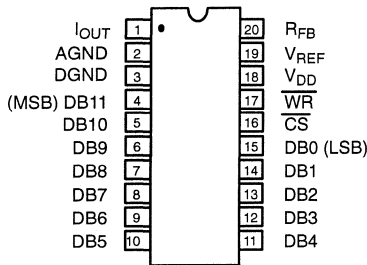 IOUT 1 20 RFB
AGND 2 19 VREF
DGND 3 18 VDD
(MSB) DB11 4 17 WR
DB10 5 16 CS
DB9 6 15 DB0 (LSB)
DB8 7 14 DB1
DB7 8 13 DB2
DB6 9 12 DB3
DB5 10 11 DB4